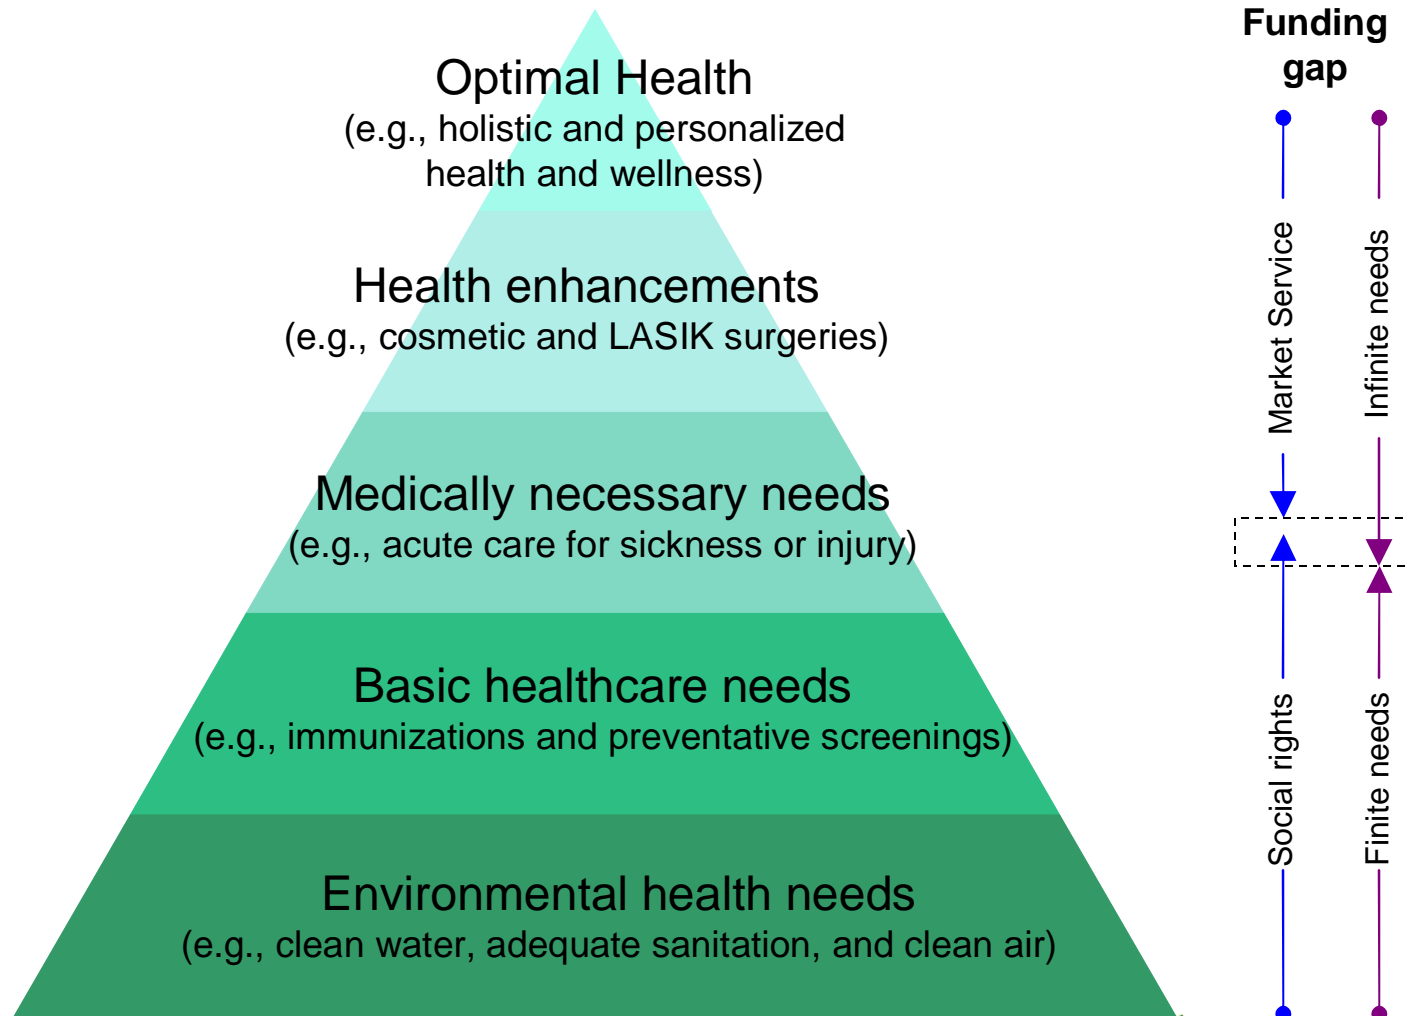 Funding
gap
Optimal Health
(e.g., holistic and personalized
health and wellness)
Health enhancements
(e.g., cosmetic and LASIK surgeries)
Medically necessary needs
(e.g., acute care for sickness or injury)
Basic healthcare needs
(e.g., immunizations and preventative screenings)
Environmental health needs
(e.g., clean water, adequate sanitation, and clean air)
Market Service
Infinite needs
Social rights
Finite needs